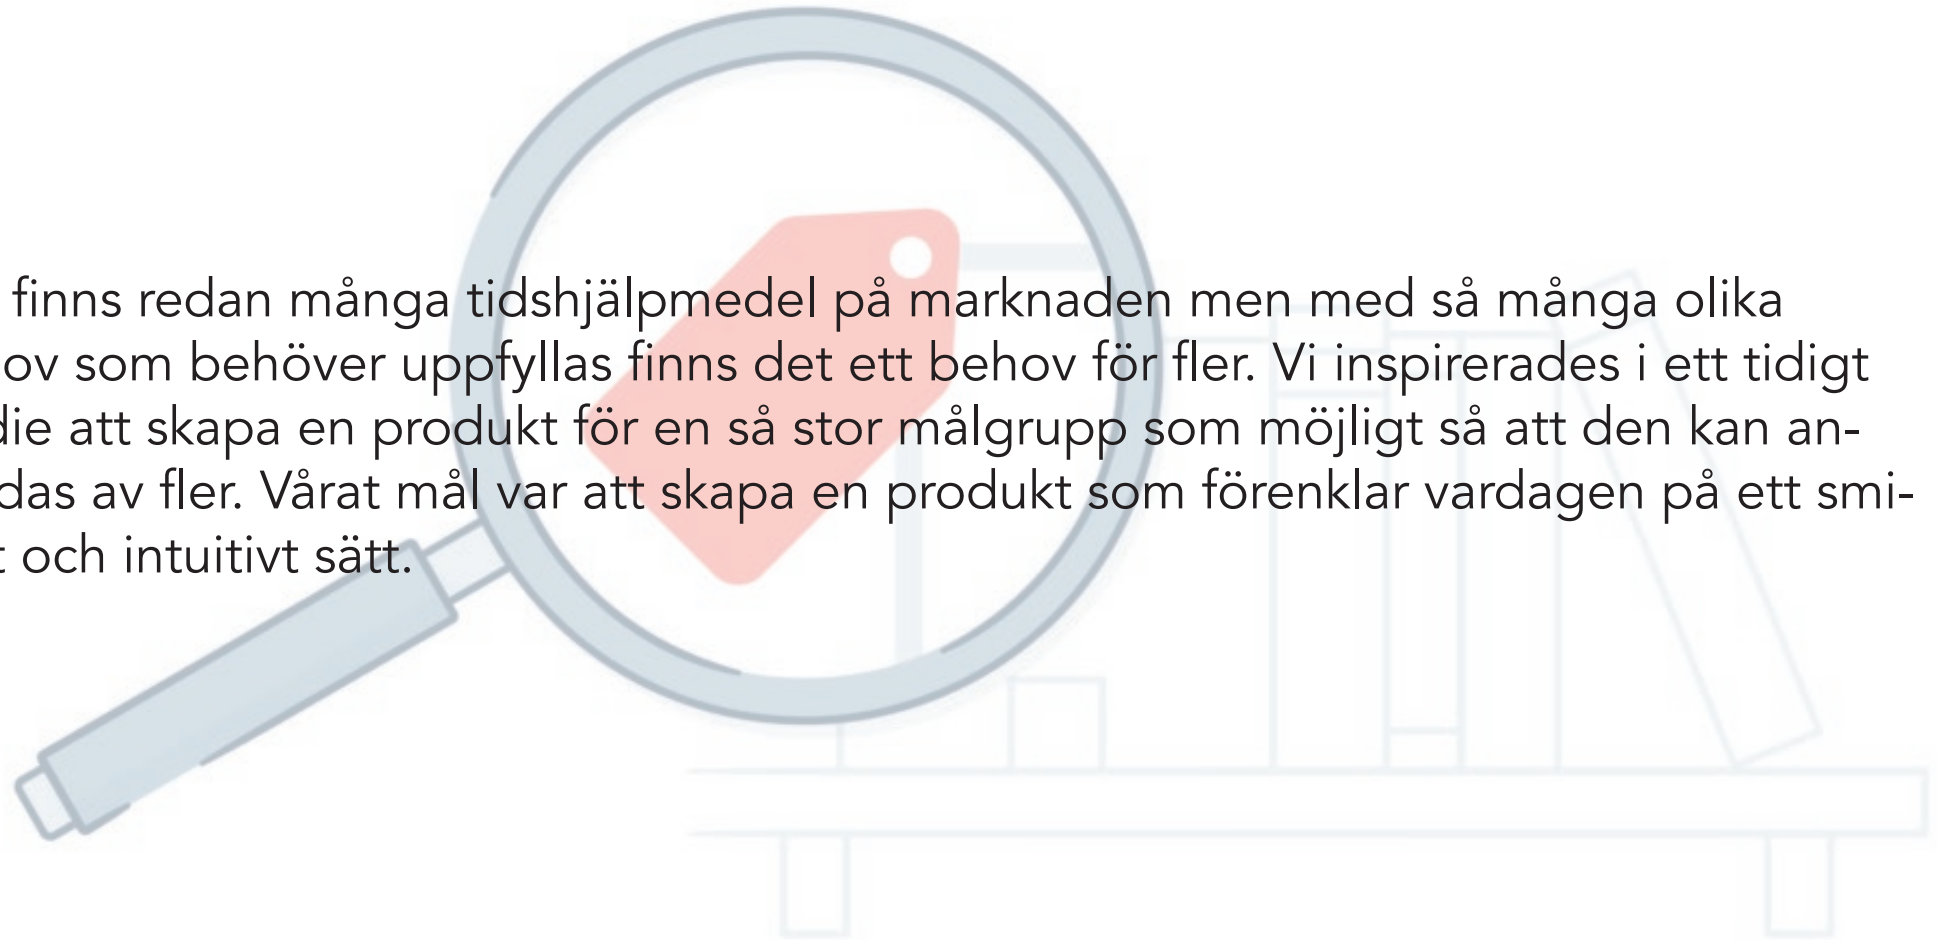 finns redan många tidshjälpmedel på marknaden men med så många olika
ov som behöver uppfyllas finns det ett behov för fler. Vi inspirerades i ett tidigt
die att skapa en produkt för en så stor målgrupp som möjligt så att den kan an-
das av fler. Vårat mål var att skapa en produkt som förenklar vardagen på ett smi-
t och intuitivt sätt.